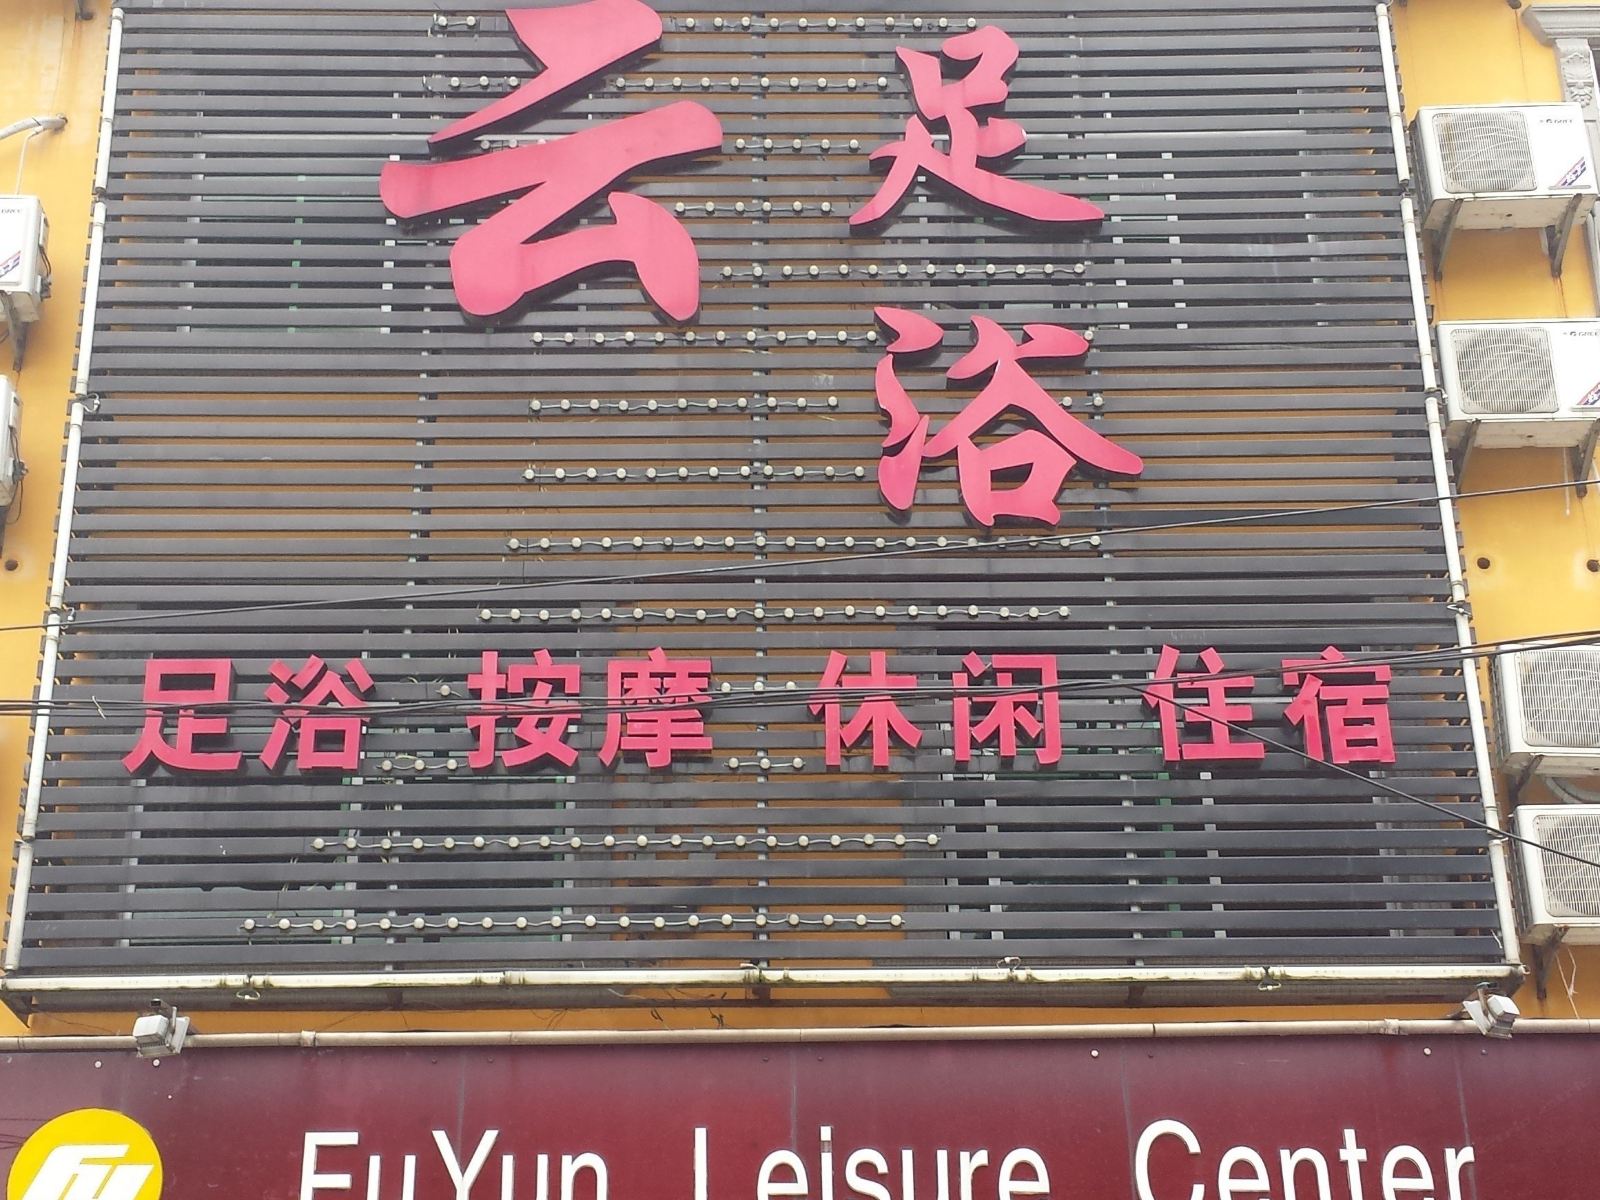 云 足浴
足浴 按摩 休闲 住宿
FuYun Leisure Center